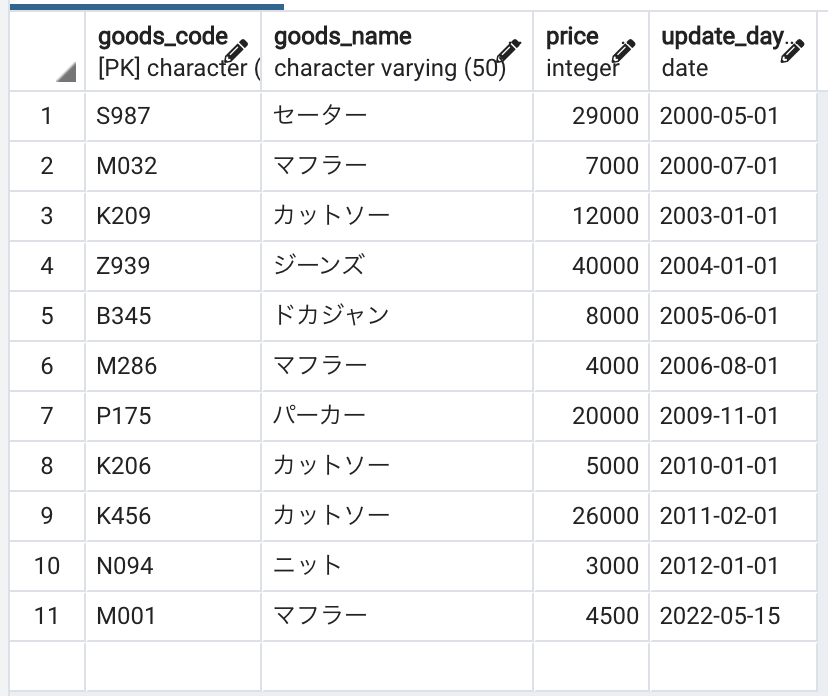 goods_code goods_name price update_day..
[PK] character ( character varying (50) integer date
1 S987 セーター 29000 2000-05-01
2 M032 マフラー 7000 2000-07-01
3 K209 カットソー 12000 2003-01-01
4 Z939 ジーンズ 40000 2004-01-01
5 B345 ドカジャン 8000 2005-06-01
6 M286 マフラー 4000 2006-08-01
7 P175 パーカー 20000 2009-11-01
8 K206 カットソー 5000 2010-01-01
9 K456 カットソー 26000 2011-02-01
10 N094 ニット 3000 2012-01-01
11 M001 マフラー 4500 2022-05-15